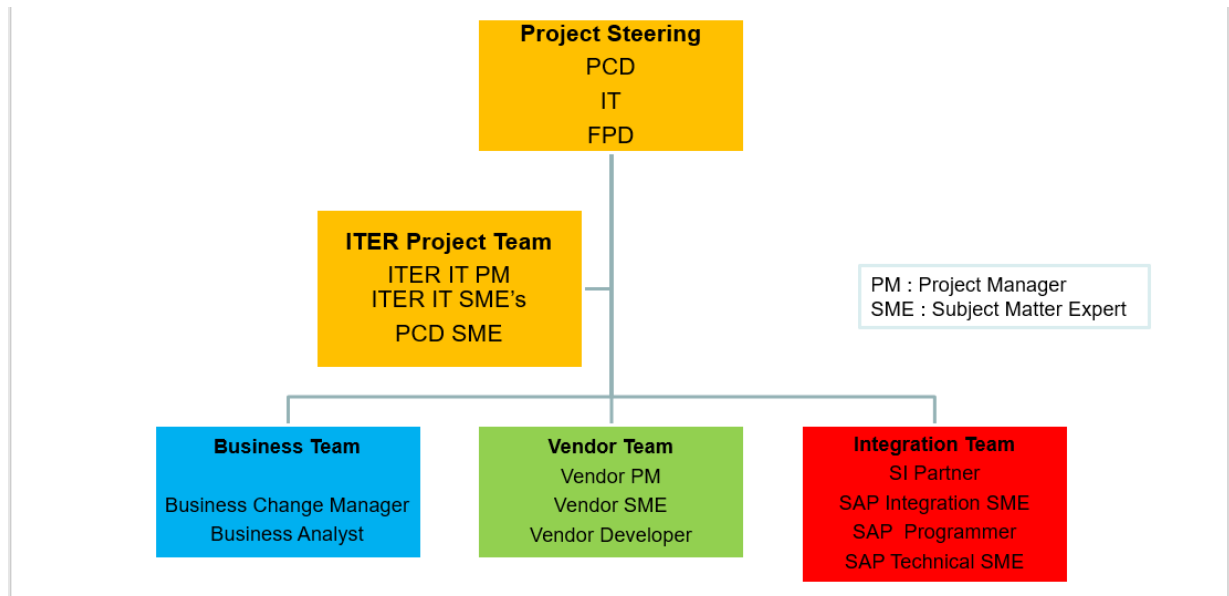 Project Steering
PCD
IT
FPD
ITER Project Team
ITER IT PM
ITER IT SME's
PCD SME
PM : Project Manager
SME : Subject Matter Expert
Business Team
Business Change Manager
Business Analyst
Vendor Team
Vendor PM
Vendor SME
Vendor Developer
Integration Team
SI Partner
SAP Integration SME
SAP Programmer
SAP Technical SME